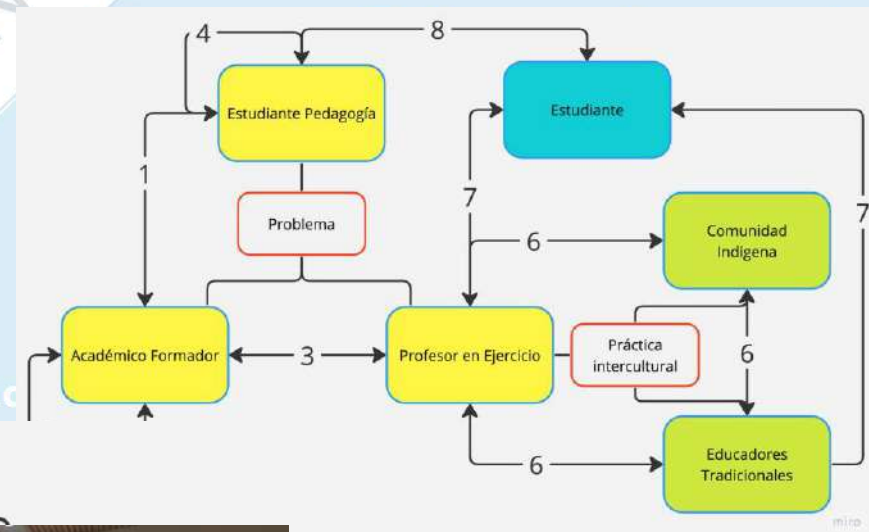 4
8
Estudiante Pedagogía
Estudiante
1
7
7
Problema
6
Comunidad
Indígena
Académico Formador
3
Profesor en Ejercicio
Práctica
intercultural
6
6
Educadores
Tradicionales
miro